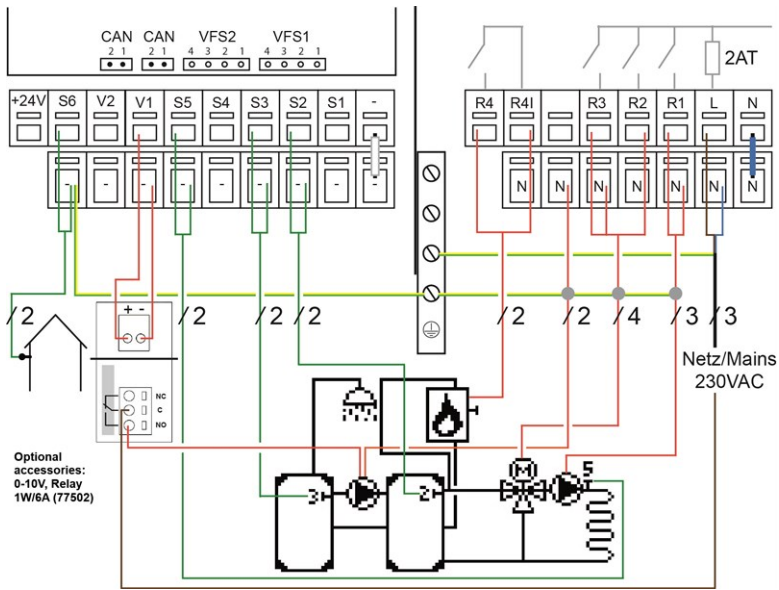 CAN CAN VFS2 VFS1
2 1 2 1 4 3 2 1 4 3 2 1
2AT
+24V S6 V2 V1 S5 S4 S3 S2 S1 - R4 R4I R3 R2 R1 L N
- - - - - - - - N N N N N N N
/2 /2 /2 /2 /2 /2 /4 /3 /3
+ -
Netz/Mains
230VAC
NC
C
NO
Optional
accessories:
0-10V, Relay
1W/6A (77502)
M
5
3
2